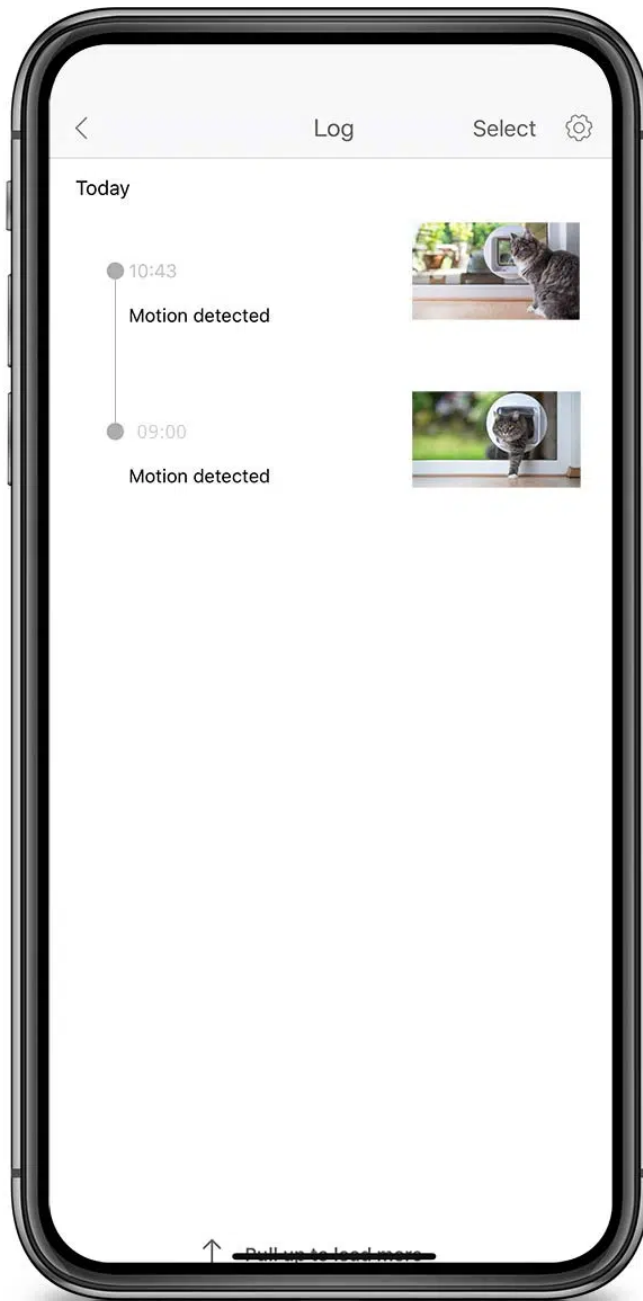 Log
Select
Today
10:43
Motion detected
09:00
Motion detected
Pull up to load more